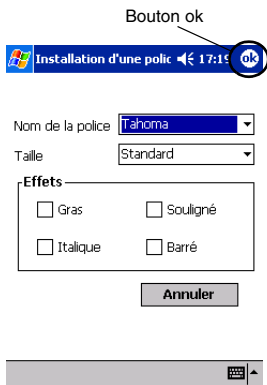 Bouton ok
Installation d'une polic 17:19 ok
Nom de la police Tahoma
Taille Standard
Effets
Gras Souligné
Italique Barré
Annuler